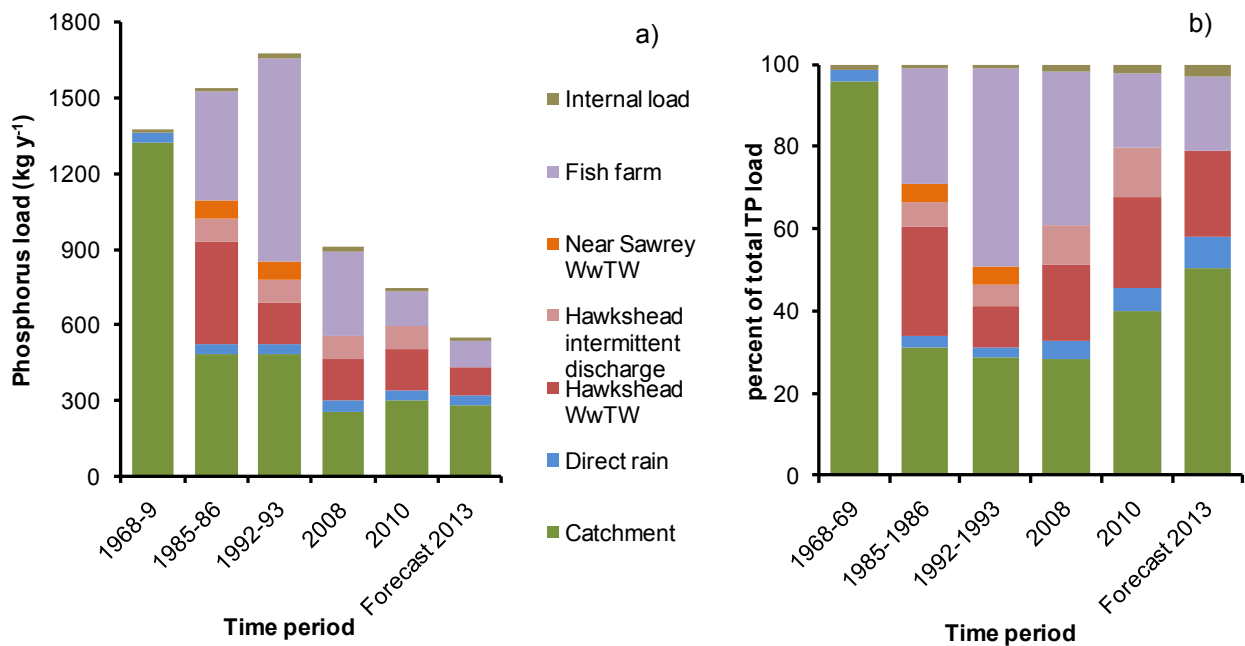 a)
Phosphorus load (kg y⁻¹)
1800
1500
1200
900
600
300
0
1968-9
1985-86
1992-93
2008
2010
Forecast 2013
Time period
Internal load
Fish farm
Near Sawrey
WwTW
Hawkshead
intermittent
discharge
Hawkshead
WwTW
Direct rain
Catchment
b)
percent of total TP load
100
80
60
40
20
0
1968-69
1985-1986
1992-1993
2008
2010
Forecast 2013
Time period